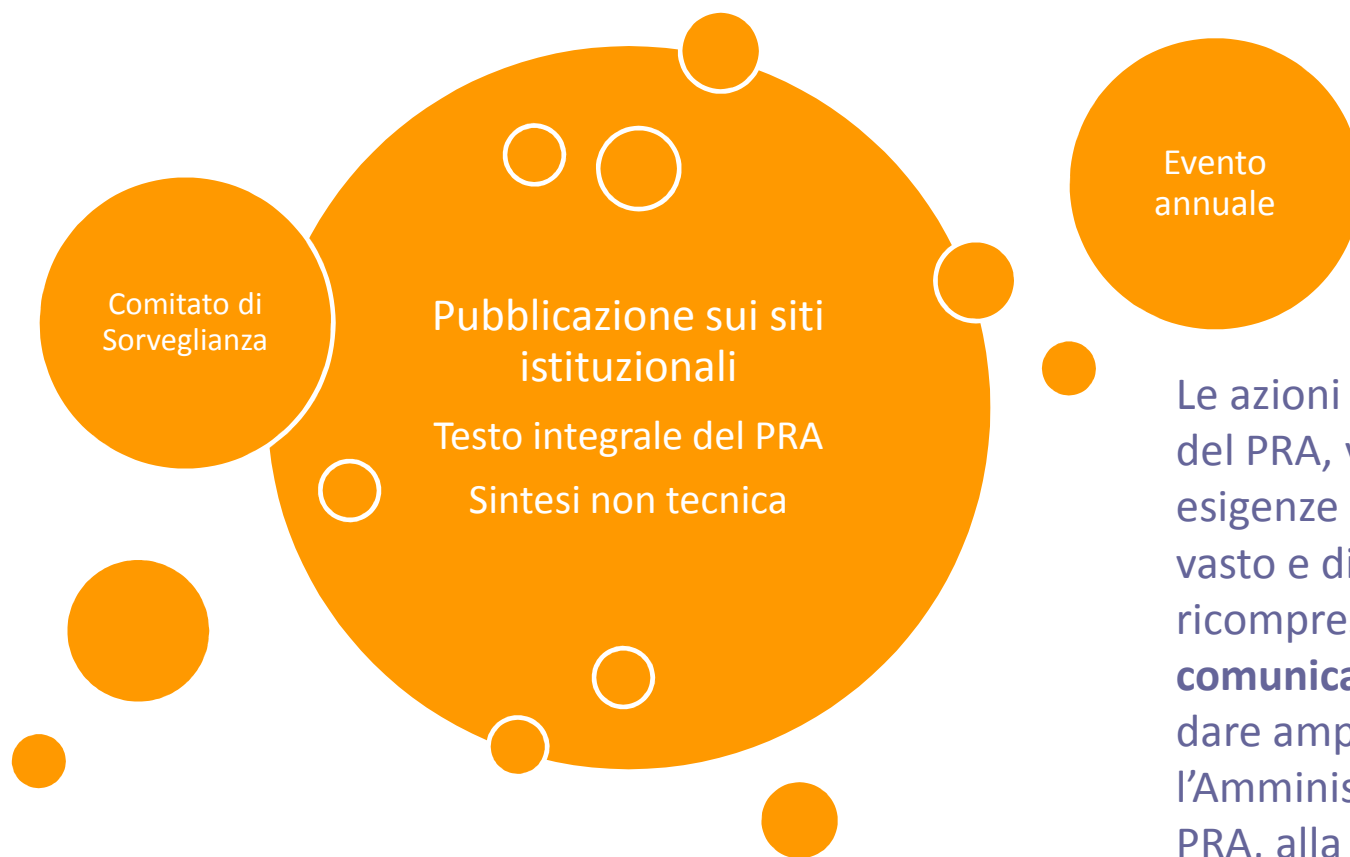 Comitato di
Sorveglianza
Pubblicazione sui siti
istituzionali
Testo integrale del PRA
Sintesi non tecnica
Evento
annuale
Le azioni
del PRA,
esigenze
vasto e
dare
PRA, alla